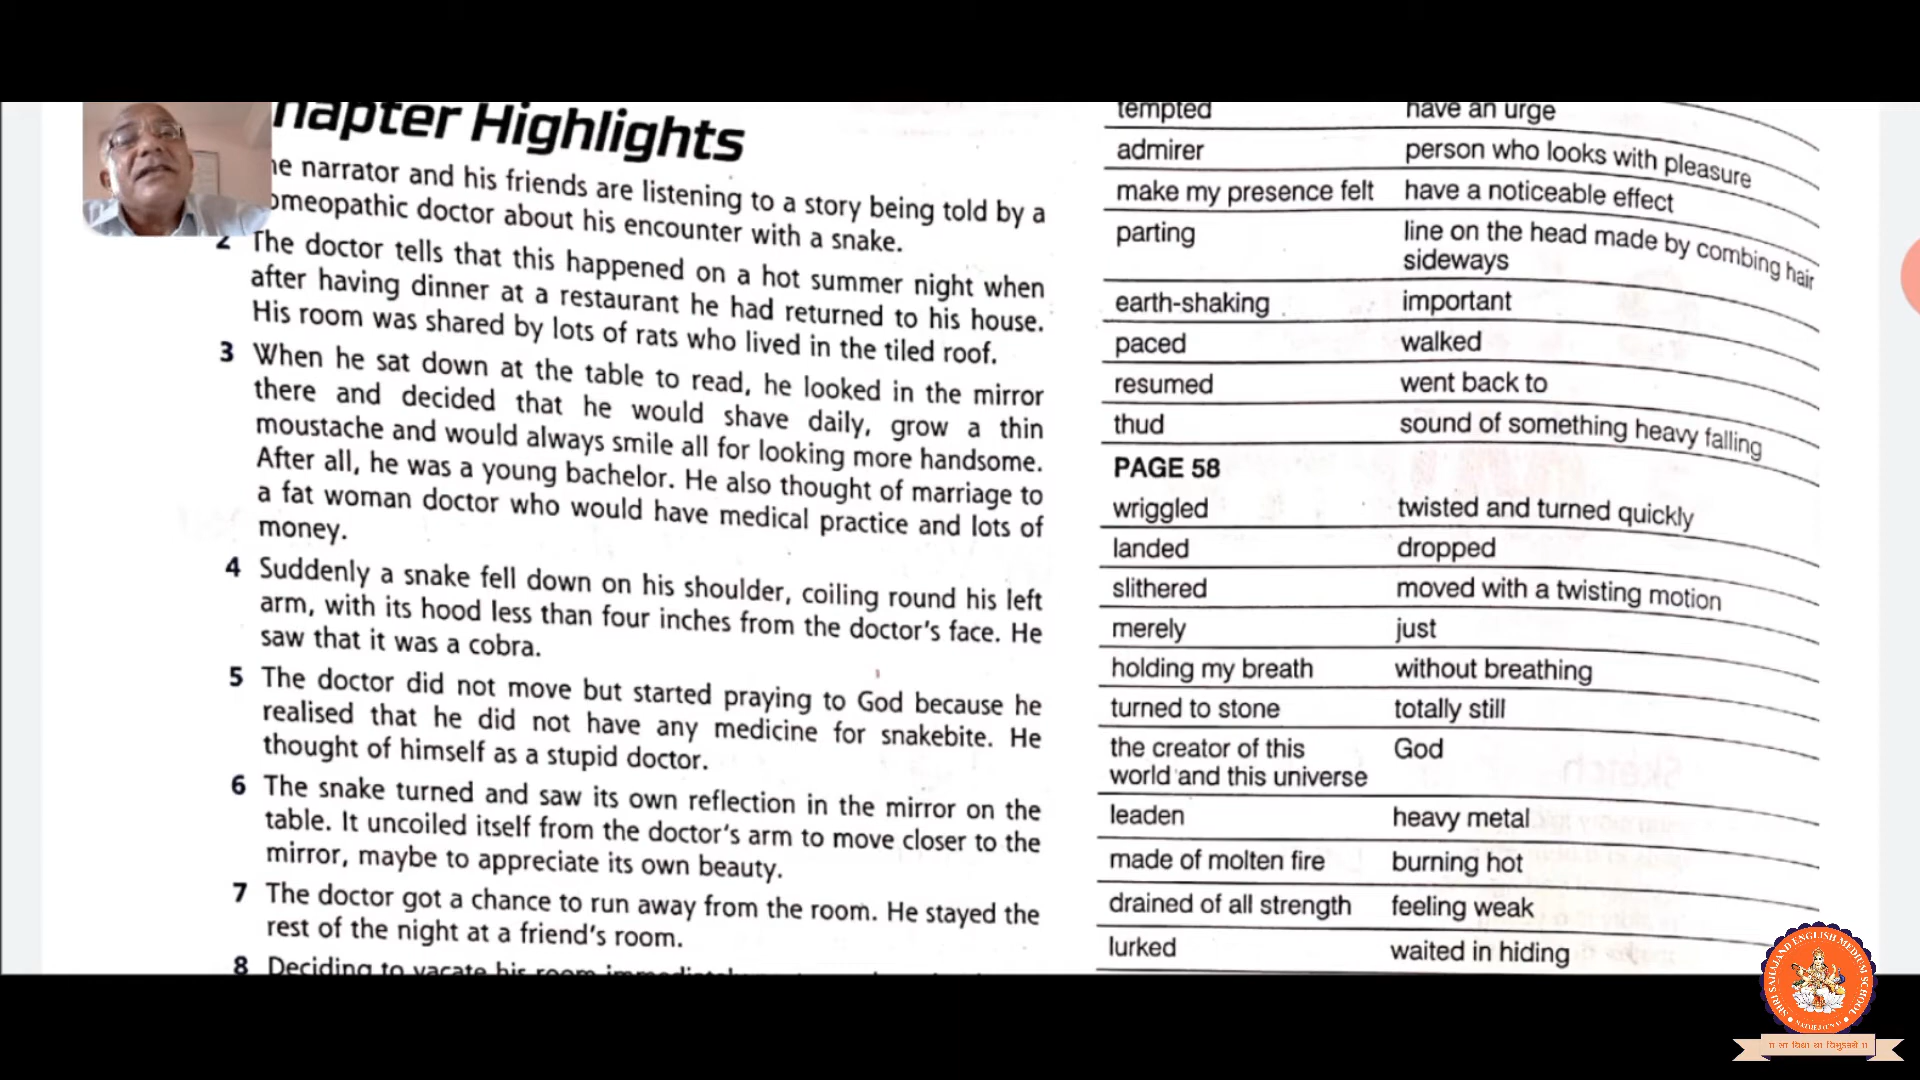 hapter Highlights
he narrator and his friends are listening to a story being told by a
omeopathic doctor about his encounter with a snake.
2 The doctor tells that this happened on a hot summer night when
after having dinner at a restaurant he had returned to his house.
His room was shared by lots of rats who lived in the tiled roof.
3 When he sat down at the table to read, he looked in the mirror
there and decided that he would shave daily, grow a thin
moustache and would always smile all for looking more handsome.
After all, he was a young bachelor. He also thought of marriage to
a fat woman doctor who would have medical practice and lots of
money.
4 Suddenly a snake fell down on his shoulder, coiling round his left
arm, with its hood less than four inches from the doctor's face. He
saw that it was a cobra.
5 The doctor did not move but started praying to God because he
realised that he did not have any medicine for snakebite. He
thought of himself as a stupid doctor.
6 The snake turned and saw its own reflection in the mirror on the
table. It uncoiled itself from the doctor's arm to move closer to the
mirror, maybe to appreciate its own beauty.
7 The doctor got a chance to run away from the room. He stayed the
rest of the night at a friend's room.
8 Deciding to vacate his room immediately
tempted have an urge
admirer person who looks with pleasure
make my presence felt have a noticeable effect
parting line on the head made by combing hair
sideways
earth-shaking important
paced walked
resumed went back to
thud sound of something heavy falling
PAGE 58
wriggled twisted and turned quickly
landed dropped
slithered moved with a twisting motion
merely just
holding my breath without breathing
turned to stone totally still
the creator of this God
world and this universe
leaden heavy metal
made of molten fire burning hot
drained of all strength feeling weak
lurked waited in hiding
Sketch
SHRI SAHAJANAND ENGLISH MEDIUM SCHOOL
॥ सा विद्या या विमुक्तये ॥